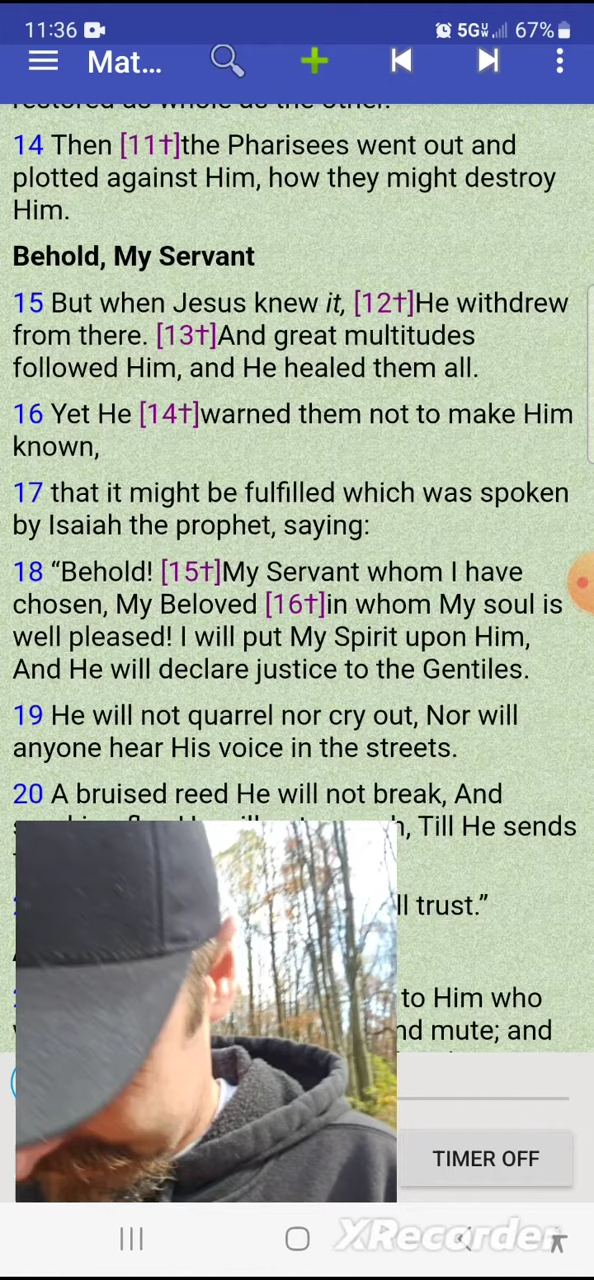 11:36
5G 67%
Mat...
restored as whole as the other.
14 Then [11†]the Pharisees went out and
plotted against Him, how they might destroy
Him.
Behold, My Servant
15 But when Jesus knew it, [12†]He withdrew
from there. [13†]And great multitudes
followed Him, and He healed them all.
16 Yet He [14†]warned them not to make Him
known,
17 that it might be fulfilled which was spoken
by Isaiah the prophet, saying:
18 “Behold! [15†]My Servant whom I have
chosen, My Beloved [16†]in whom My soul is
well pleased! I will put My Spirit upon Him,
And He will declare justice to the Gentiles.
19 He will not quarrel nor cry out, Nor will
anyone hear His voice in the streets.
20 A bruised reed He will not break, And
Till He sends
trust.”
to Him who
mute; and
TIMER OFF
XRecorder